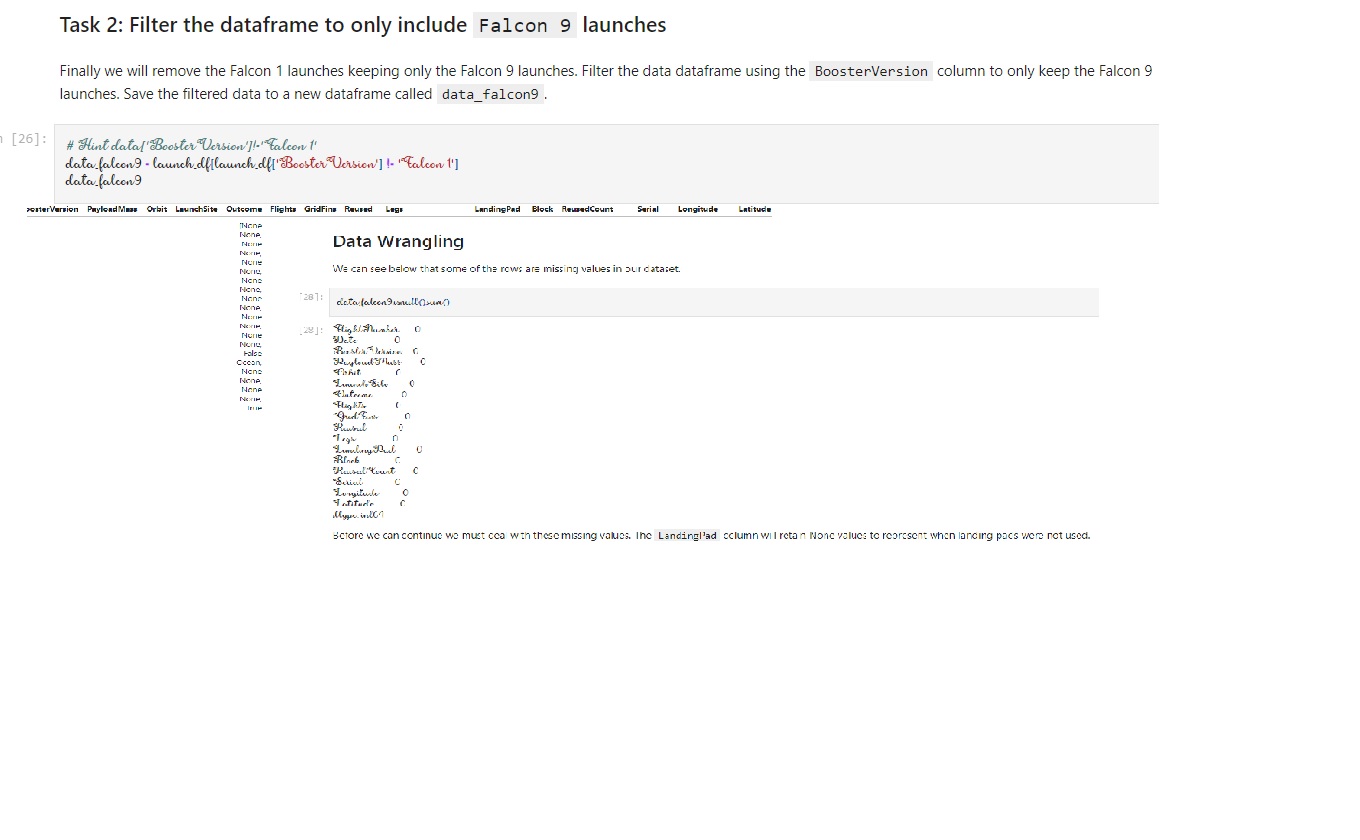 Task 2: Filter the dataframe to only include Falcon 9 launches
Finally we will remove the Falcon 1 launches keeping only the Falcon 9 launches. Filter the data dataframe using the BoosterVersion column to only keep the Falcon 9
launches. Save the filtered data to a new dataframe called data_falcon9.
[26]:
# Hint data['BoosterVersion']!='Falcon 1'
data_falcon9 = launch_df[launch_df['BoosterVersion'] != 'Falcon 1']
data_falcon9
osterVersion PayloadMass Orbit LaunchSite Outcome Flights GridFins Reused Legs LandingPad Block ReusedCount Serial Longitude Latitude
None
None,
None
None,
None
None,
None
None,
None
None,
None
None,
None
None,
False
Ocean,
None
None,
None
None,
True
Data Wrangling
We can see below that some of the rows are missing values in our dataset.
[28]:
data_falcon9.isnull().sum()
[28]:
FlightNumber 0
Date 0
BoosterVersion 0
PayloadMass 0
Orbit 0
LaunchSite 0
Outcome 0
Flights 0
GridFins 0
Reused 0
Legs 0
LandingPad 0
Block 0
ReusedCount 0
Serial 0
Longitude 0
Latitude 0
dtype: int64
Before we can continue we must deal with these missing values. The LandingPad column will retain None values to represent when landing pads were not used.